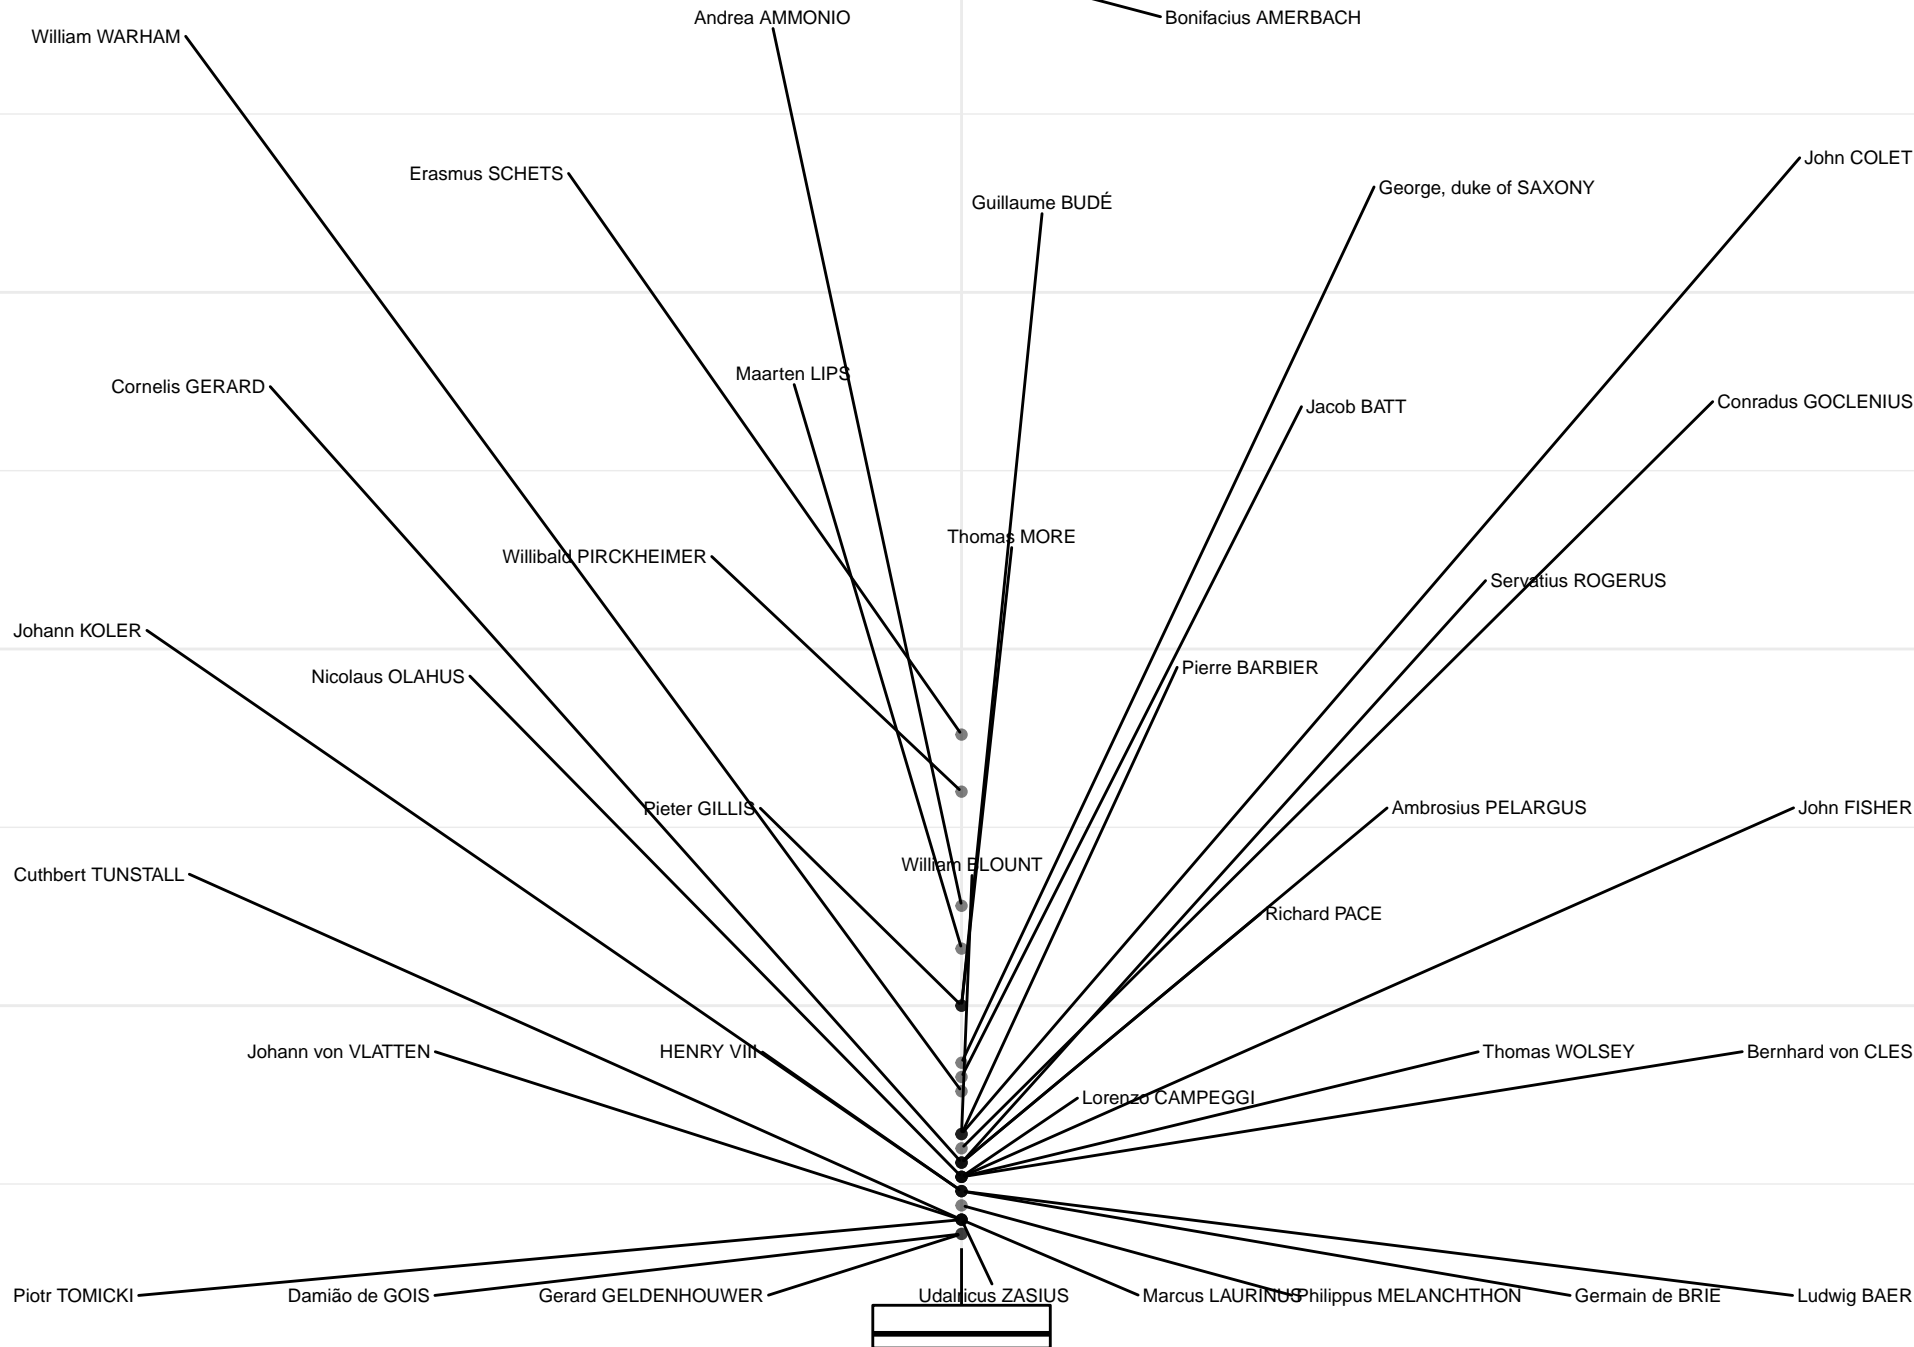 Andrea AMMONIO
Bonifacius AMERBACH
William WARHAM
John COLET
Erasmus SCHETS
George, duke of SAXONY
Guillaume BUDÉ
Maarten LIPS
Cornelis GERARD
Conradus GOCLENIUS
Jacob BATT
Thomas MORE
Willibald PIRCKHEIMER
Servatius ROGERUS
Johann KOLER
Pierre BARBIER
Nicolaus OLAHUS
Pieter GILLIS
Ambrosius PELARGUS
John FISHER
William BLOUNT
Cuthbert TUNSTALL
Richard PACE
Johann von VLATTEN
HENRY VIII
Thomas WOLSEY
Bernhard von CLES
Lorenzo CAMPEGGI
Piotr TOMICKI
Damião de GOIS
Gerard GELDENHOUWER
Udalricus ZASIUS
Marcus LAURINUS
Philippus MELANCHTHON
Germain de BRIE
Ludwig BAER